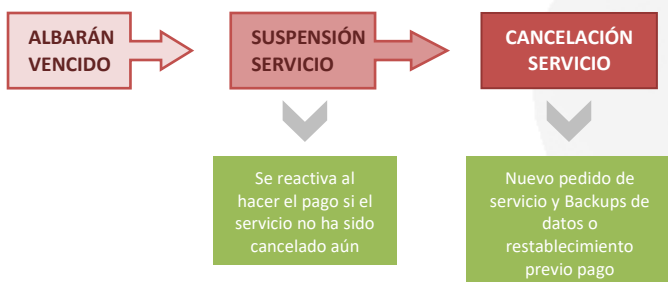 ALBARÁN
VENCIDO
SUSPENSIÓN
SERVICIO
CANCELACIÓN
SERVICIO
Se reactiva al
hacer el pago si el
servicio no ha sido
cancelado aún
Nuevo pedido de
servicio y Backups de
datos o
restablecimiento
previo pago